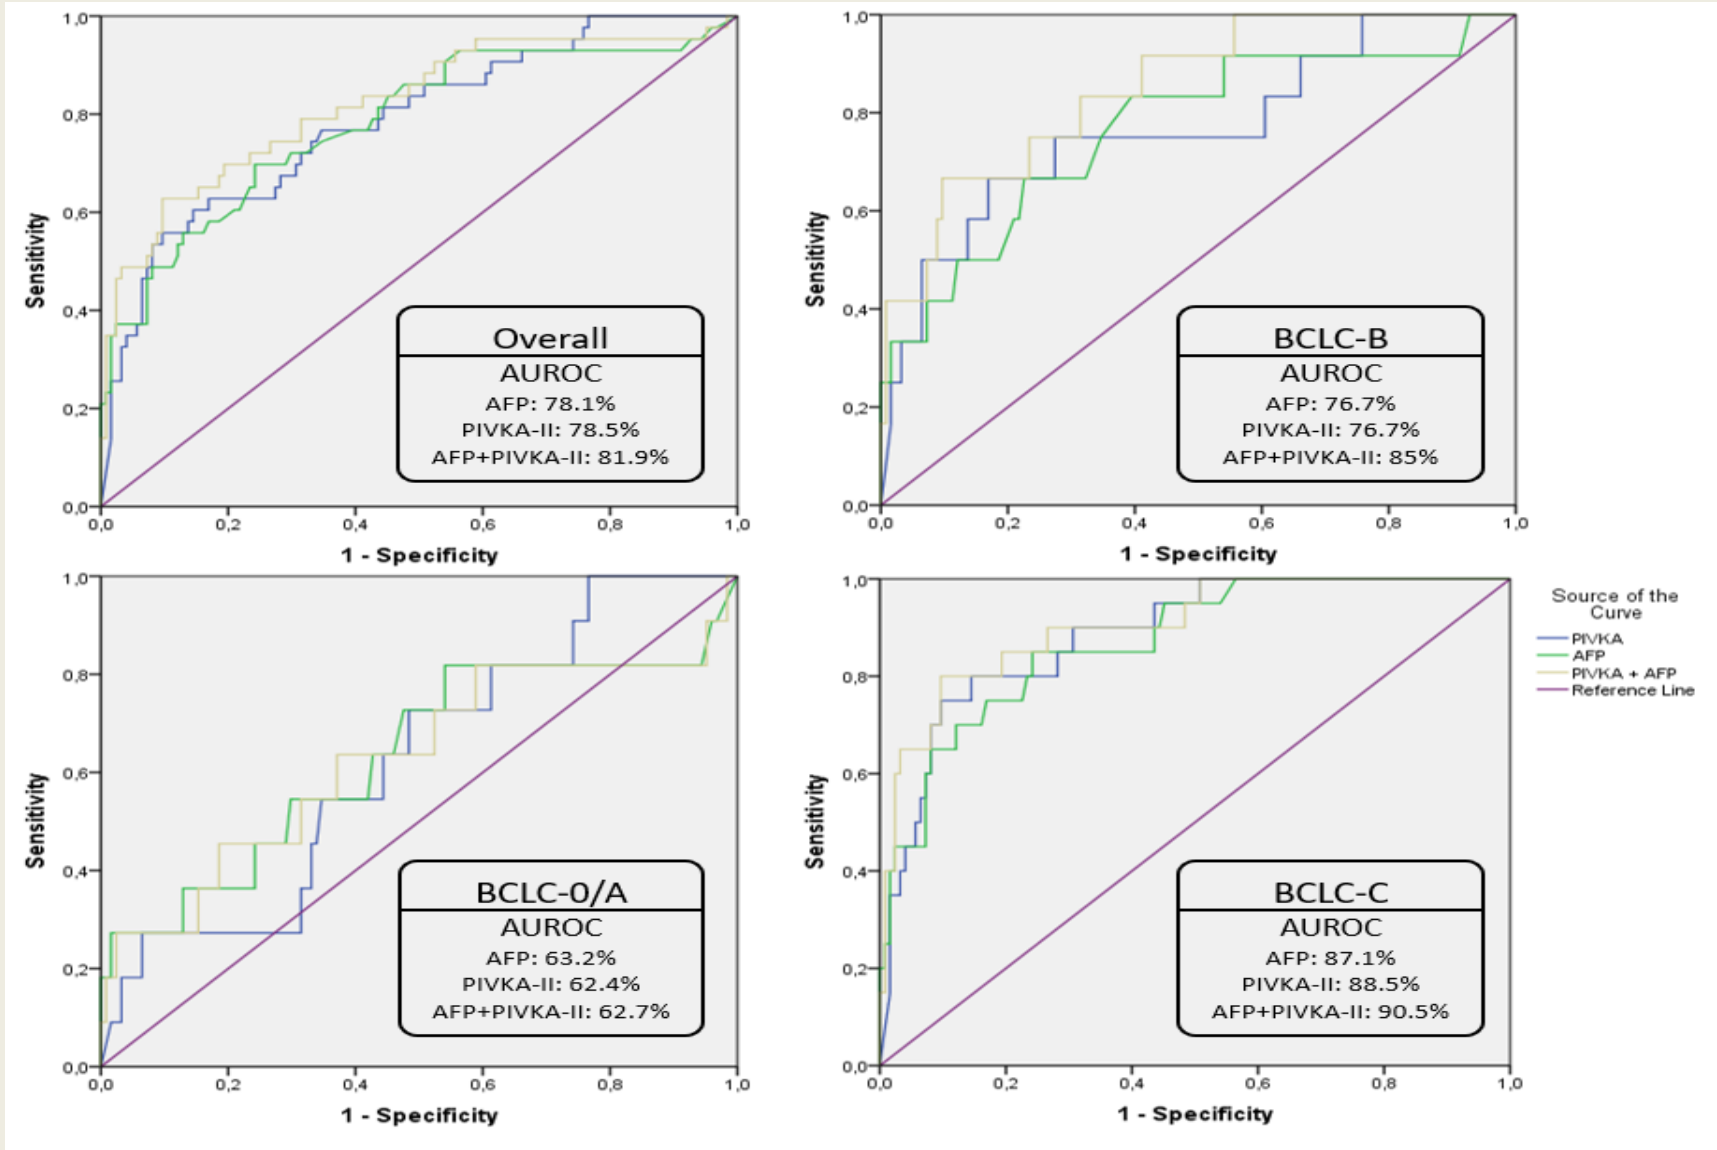 1,0
0,8
0,6
0,4
0,2
0,0
Sensitivity
0,0 0,2 0,4 0,6 0,8 1,0
1 - Specificity
Overall
AUROC
AFP: 78.1%
PIVKA-II: 78.5%
AFP+PIVKA-II: 81.9%
1,0
0,8
0,6
0,4
0,2
0,0
Sensitivity
0,0 0,2 0,4 0,6 0,8 1,0
1 - Specificity
BCLC-B
AUROC
AFP: 76.7%
PIVKA-II: 76.7%
AFP+PIVKA-II: 85%
1,0
0,8
0,6
0,4
0,2
0,0
Sensitivity
0,0 0,2 0,4 0,6 0,8 1,0
1 - Specificity
BCLC-0/A
AUROC
AFP: 63.2%
PIVKA-II: 62.4%
AFP+PIVKA-II: 62.7%
1,0
0,8
0,6
0,4
0,2
0,0
Sensitivity
0,0 0,2 0,4 0,6 0,8 1,0
1 - Specificity
BCLC-C
AUROC
AFP: 87.1%
PIVKA-II: 88.5%
AFP+PIVKA-II: 90.5%
Source of the
Curve
PIVKA
AFP
PIVKA + AFP
Reference Line